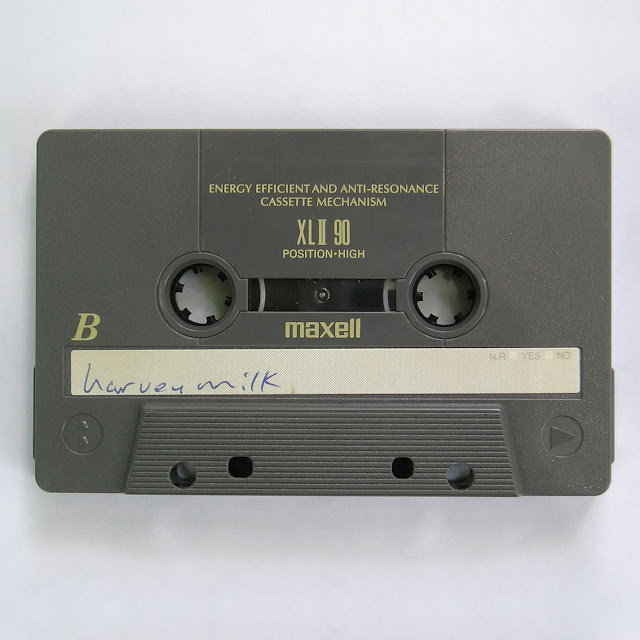 ENERGY EFFICIENT AND ANTI-RESONANCE
CASSETTE MECHANISM
XLII 90
POSITION•HIGH
maxell
B
N.R YES NO
harvey milk